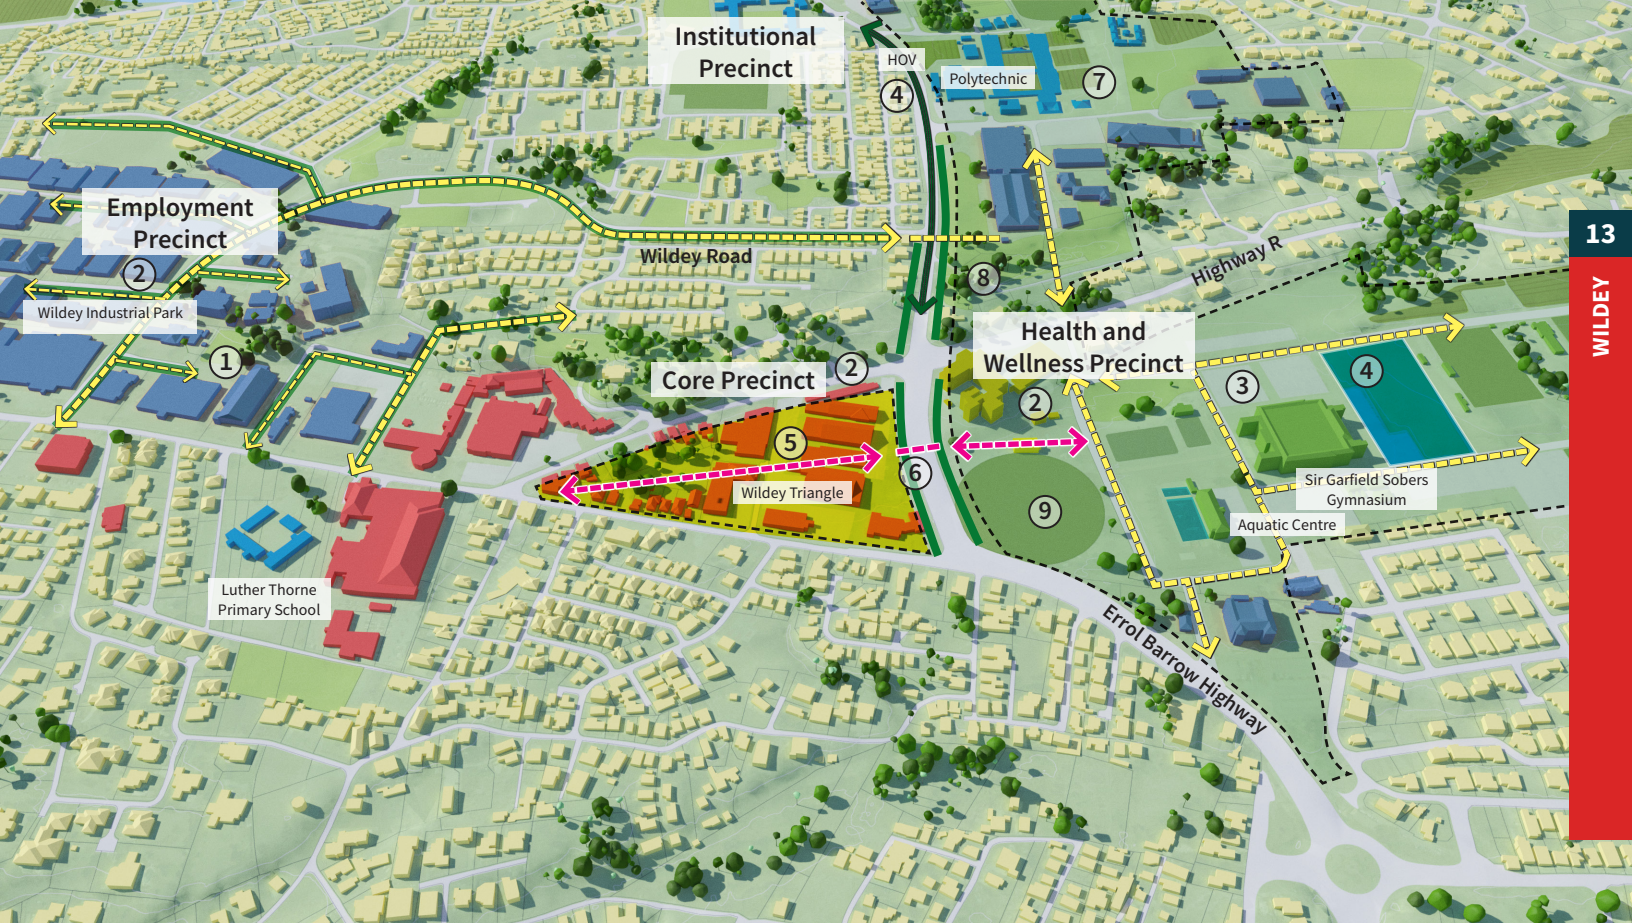 Institutional
Precinct
HOV
4
Polytechnic
7
Employment
Precinct
2
Wildey Industrial Park
Wildey Road
8
Highway R
13
WILDEY
1
Core Precinct
2
Health and
Wellness Precinct
2
3
4
5
6
Wildey Triangle
9
Sir Garfield Sobers
Gymnasium
Aquatic Centre
Luther Thorne
Primary School
Errol Barrow Highway